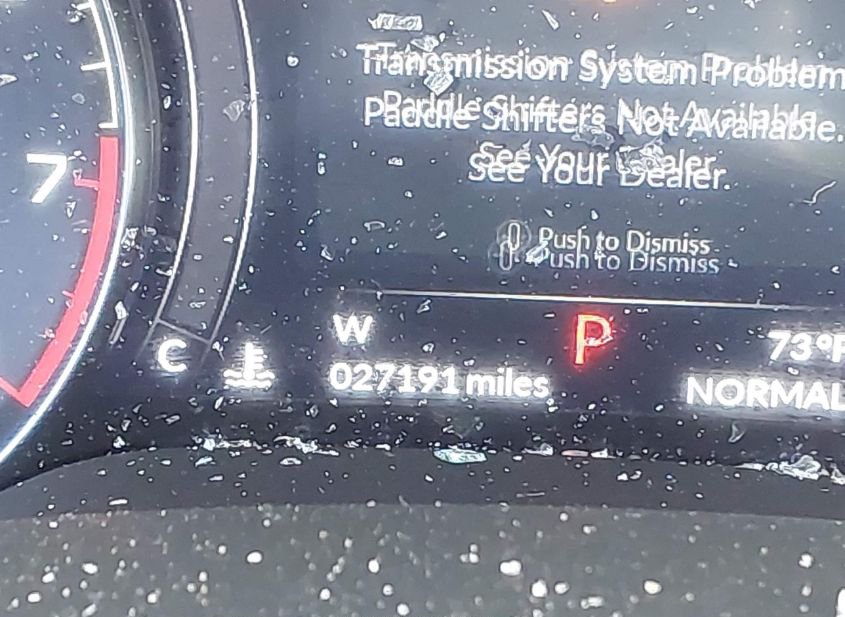 Transmission System Problem
Paddle Shifters Not Available.
See Your Dealer.
Push to Dismiss
7
W
P
73°F
C
027191 miles
NORMAL